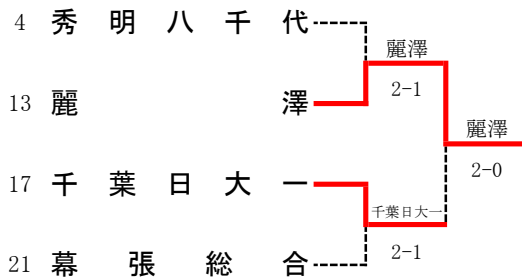 4 秀明八千代
麗澤
2-1
13 麗澤
麗澤
2-0
17 千葉日大一
千葉日大一
2-1
21 幕張総合